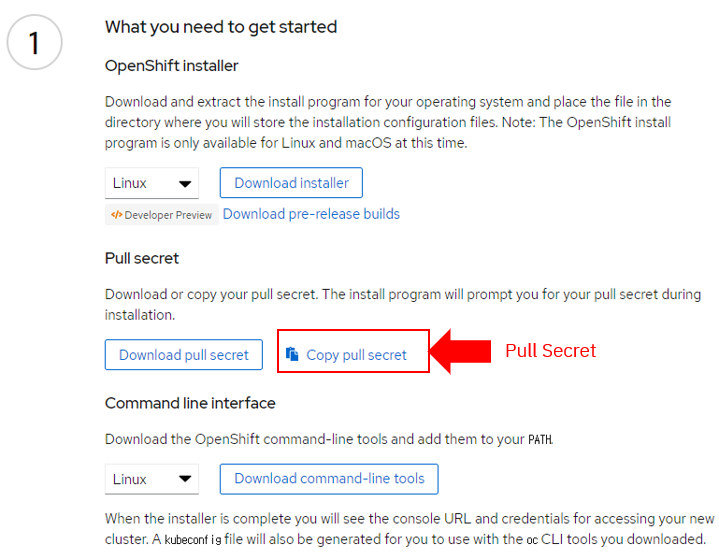 1
What you need to get started
OpenShift installer
Download and extract the install program for your operating system and place the file in the
directory where you will store the installation configuration files. Note: The OpenShift install
program is only available for Linux and macOS at this time.
Linux
Download installer
</> Developer Preview
Download pre-release builds
Pull secret
Download or copy your pull secret. The install program will prompt you for your pull secret during
installation.
Download pull secret
Copy pull secret
Pull Secret
Command line interface
Download the OpenShift command-line tools and add them to your PATH.
Linux
Download command-line tools
When the installer is complete you will see the console URL and credentials for accessing your new
cluster. A kubeconfig file will also be generated for you to use with the oc CLI tools you downloaded.